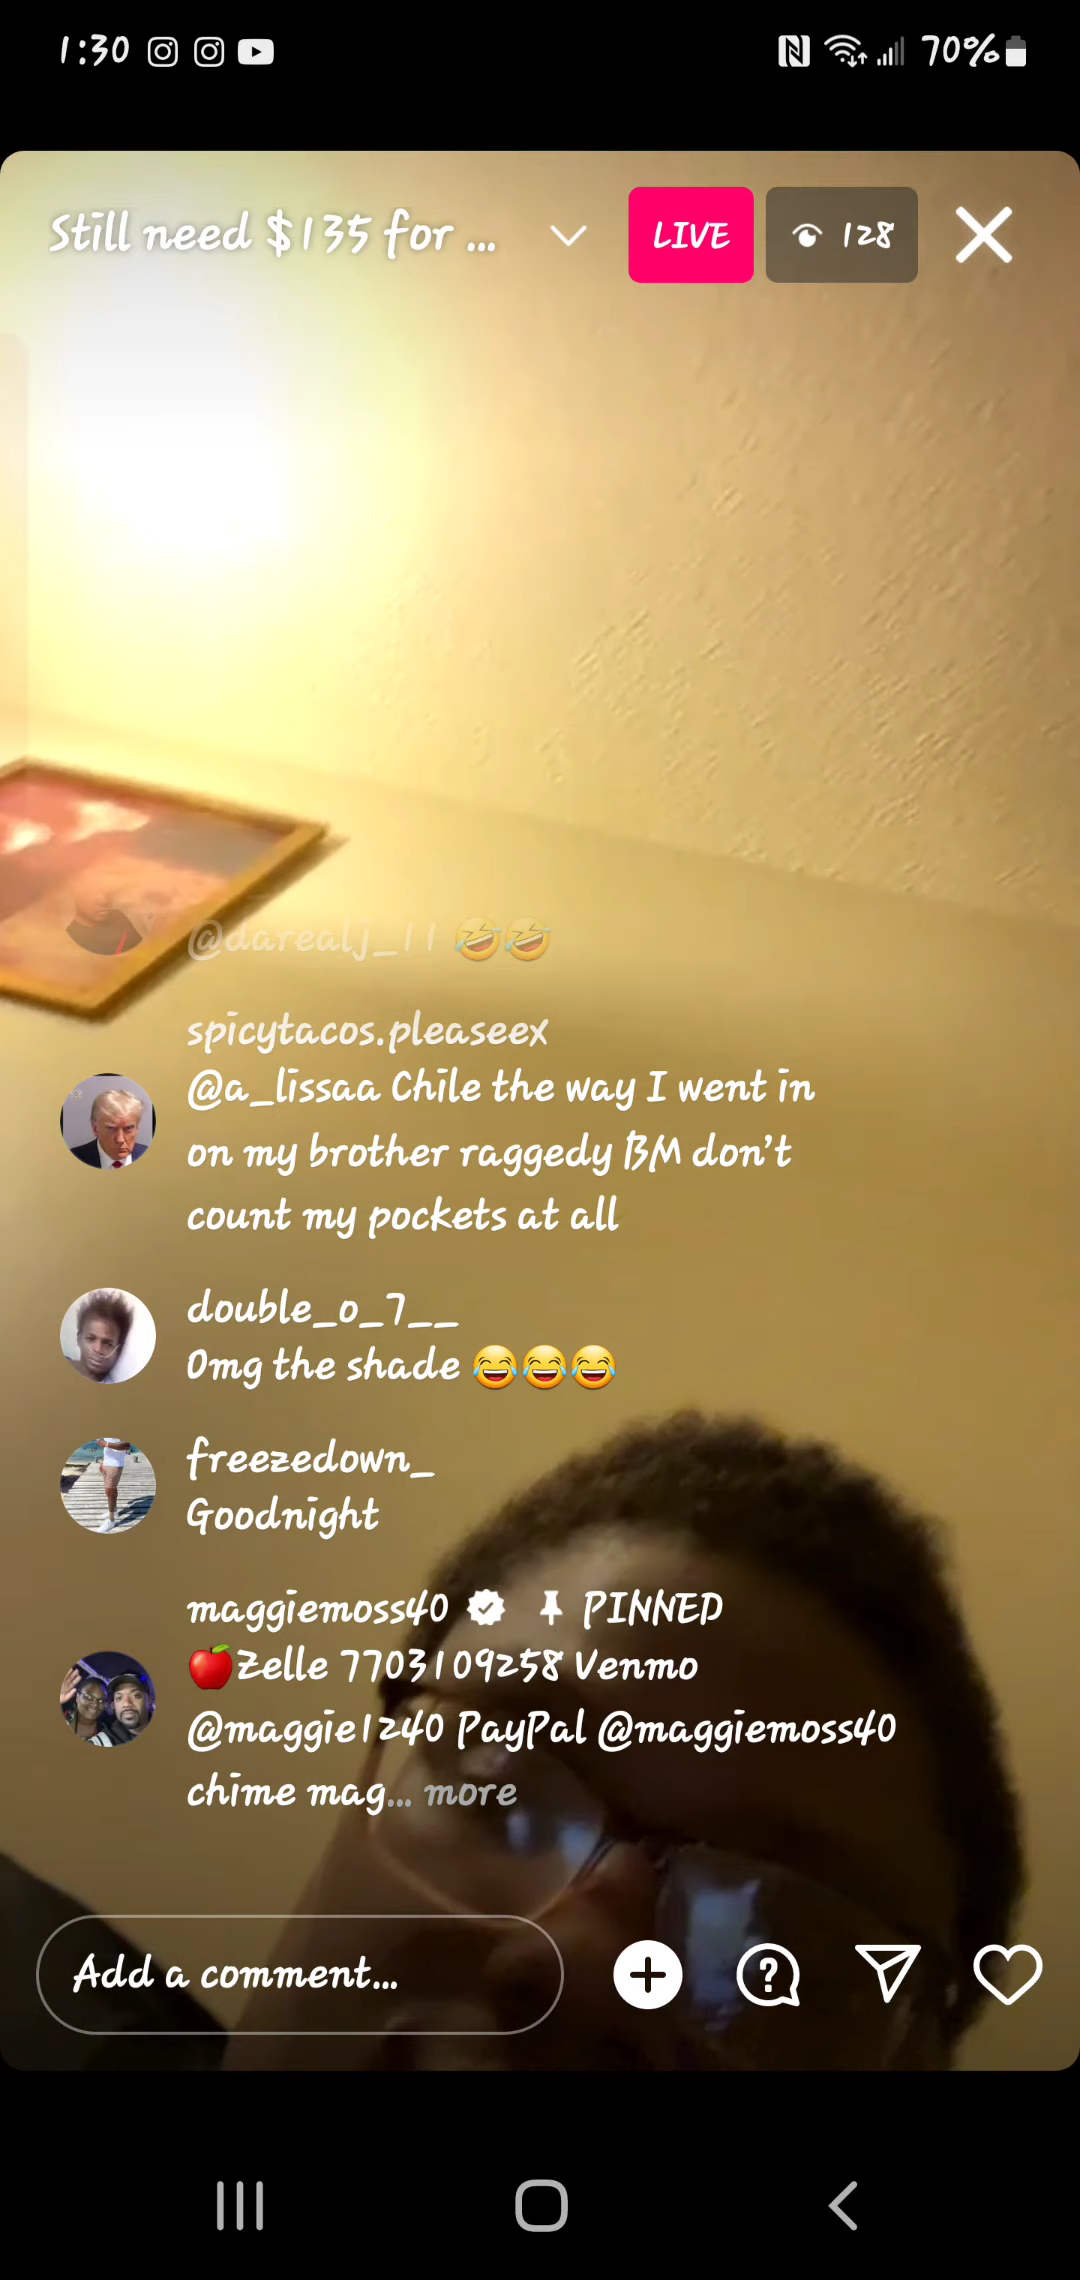 1:30
70%
Still need $135 for ...
LIVE
128
@darealj_11 🤣🤣
spicytacos.pleaseex
@a_lissaa Chile the way I went in
on my brother raggedy BM don't
count my pockets at all
double_o_7__
Omg the shade 😂😂😂
freezedown_
Goodnight
maggiemoss40 PINNED
🍎Zelle 7703109258 Venmo
@maggie1240 PayPal @maggiemoss40
chime mag... more
Add a comment...